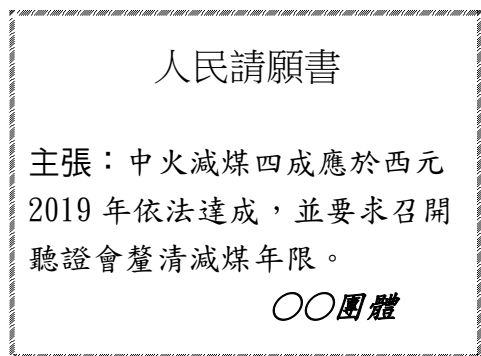 人民請願書
主張：中火減煤四成應於西元
2019 年依法達成，並要求召開
聽證會釐清減煤年限。
○○團體